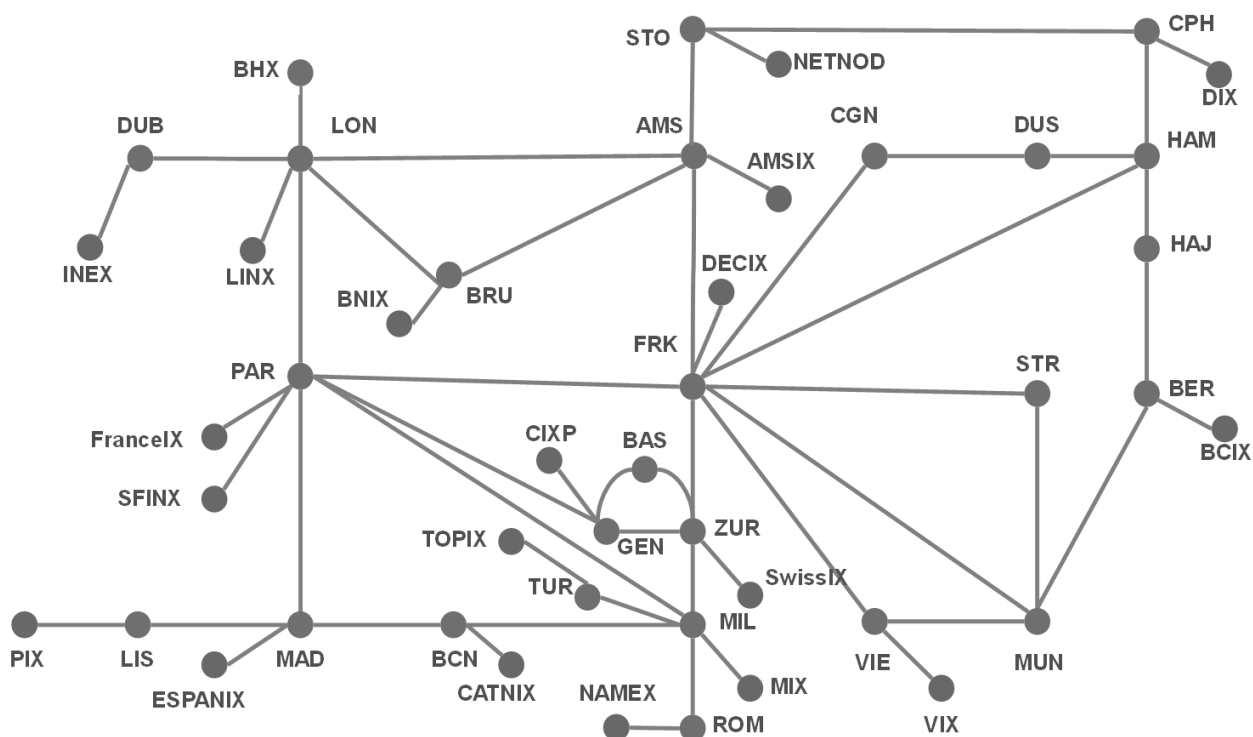 STO
CPH
NETNOD
BHX
DIX
DUB
LON
AMS
CGN
DUS
HAM
AMSIX
INEX
LINX
BNIX
BRU
DECIX
HAJ
FRK
PAR
STR
BER
FranceIX
CIXP
BAS
BCIX
SFINX
TOPIX
GEN
ZUR
TUR
SwissIX
MIL
PIX
LIS
MAD
BCN
VIE
MUN
ESPANIX
CATNIX
NAMEX
MIX
ROM
VIX